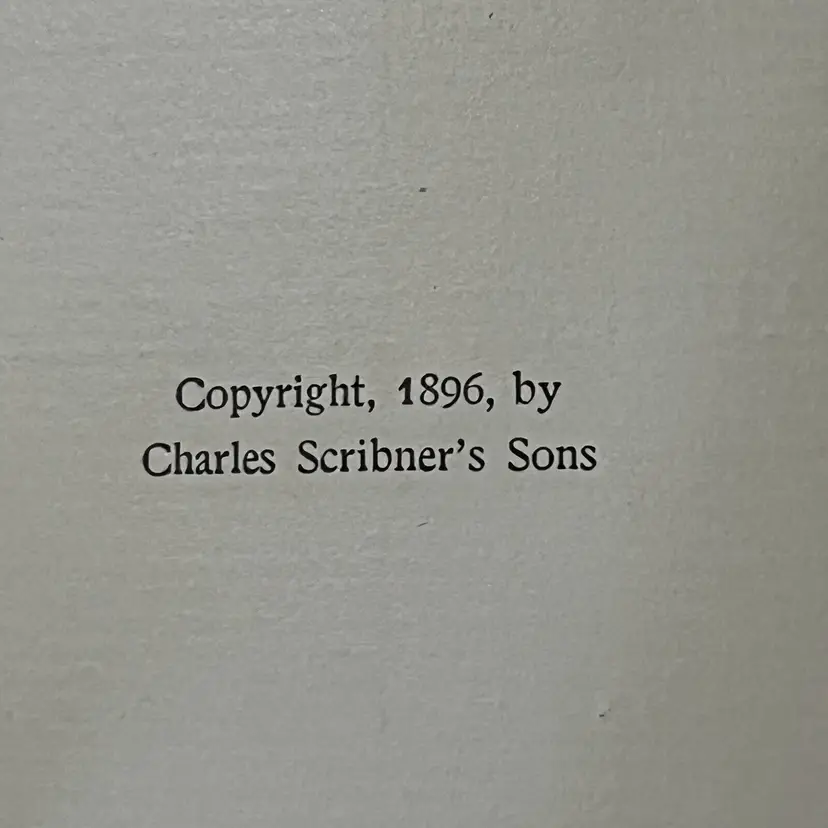 Copyright, 1896, by
Charles Scribner's Sons